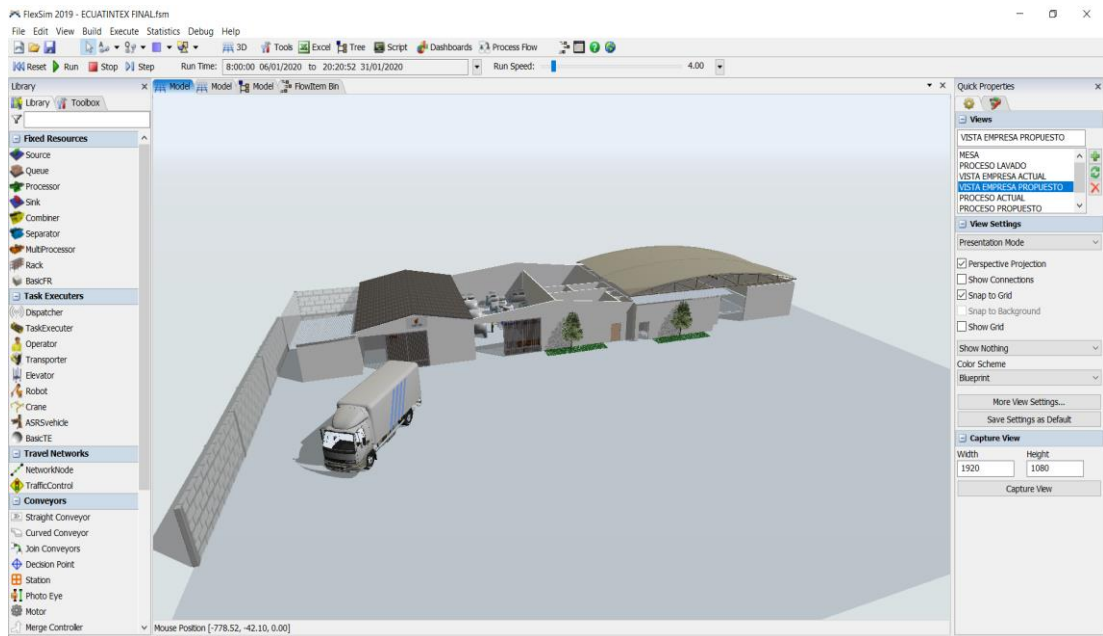 FlexSim 2019 - ECUATINTEX FINAL.fsm
File Edit View Build Execute Statistics Debug Help
3D Tools Excel Tree Script Dashboards Process Flow
Reset Run Stop Step Run Time: 8:00:00 06/01/2020 to 20:20:52 31/01/2020 Run Speed: 4.00
Library
Library Toolbox
Fixed Resources
Source
Queue
Processor
Sink
Combiner
Separator
MultiProcessor
Rack
BasicFR
Task Executers
Dispatcher
TaskExecuter
Operator
Transporter
Elevator
Robot
Crane
ASRSvehicle
BasicTE
Travel Networks
NetworkNode
TrafficControl
Conveyors
Straight Conveyor
Curved Conveyor
Join Conveyors
Decision Point
Station
Photo Eye
Motor
Merge Controller
Model Model Model FlowItem Bin
Mouse Position [-778.52, -42.10, 0.00]
Quick Properties
Views
VISTA EMPRESA PROPUESTO
MESA
PROCESO LAVADO
VISTA EMPRESA ACTUAL
VISTA EMPRESA PROPUESTO
PROCESO ACTUAL
PROCESO PROPUESTO
View Settings
Presentation Mode
Perspective Projection
Show Connections
Snap to Grid
Snap to Background
Show Grid
Show Nothing
Color Scheme
Blueprint
More View Settings...
Save Settings as Default
Capture View
Width Height
1920 1080
Capture View